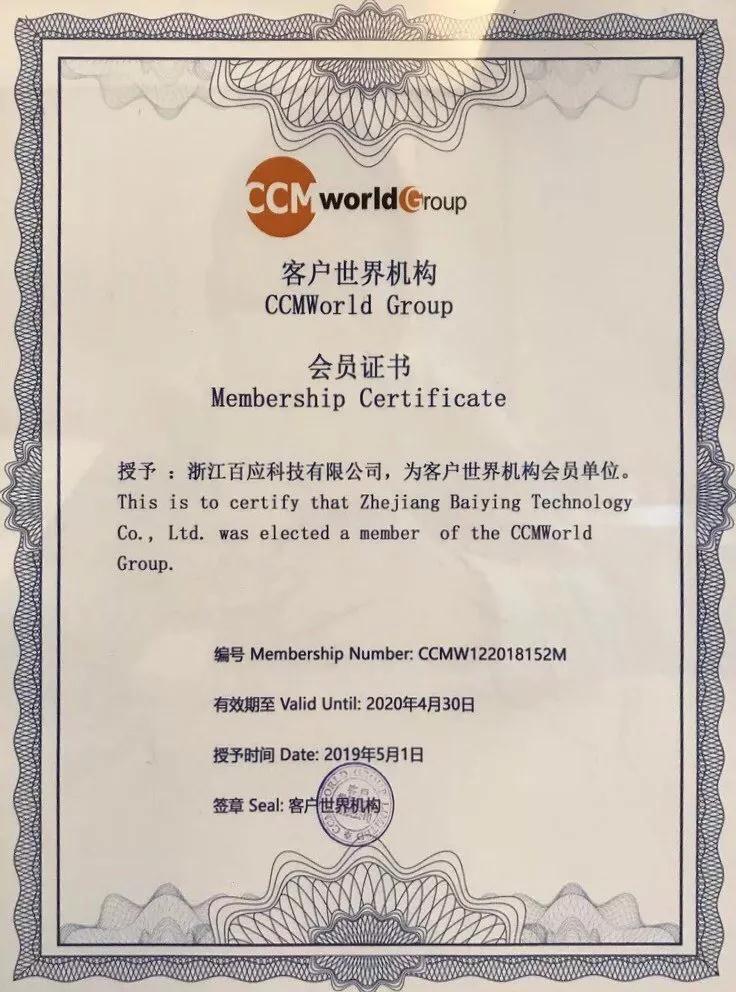 CCM world Group
客户世界机构
CCMWorld Group
会员证书
Membership Certificate
授予 ：浙江百应科技有限公司，为客户世界机构会员单位。
This is to certify that Zhejiang Baiying Technology
Co., Ltd. was elected a member of the CCMWorld
Group.
编号 Membership Number: CCMW122018152M
有效期至 Valid Until: 2020年4月30日
授予时间 Date: 2019年5月1日
签章 Seal: 客户世界机构